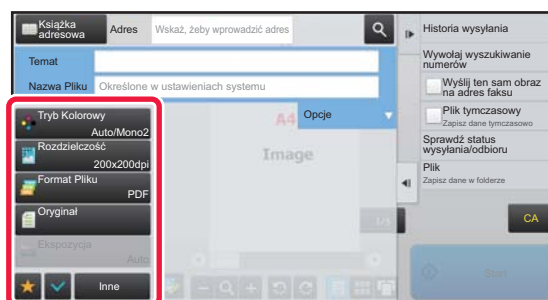 Książka
adresowa
Adres
Wskaż, żeby wprowadzić adres
Temat
Nazwa Pliku
Określone w ustawieniach systemu
Opcje
Tryb Kolorowy
Auto/Mono2
Rozdzielczość
200x200dpi
Format Pliku
PDF
Oryginał
Ekspozycja
Auto
Inne
A4
Image
1/1
Historia wysyłania
Wywołaj wyszukiwanie
numerów
Wyślij ten sam obraz
na adres faksu
Plik tymczasowy
Zapisz dane tymczasowo
Sprawdź status
wysyłania/odbioru
Plik
Zapisz dane w folderze
CA
Start